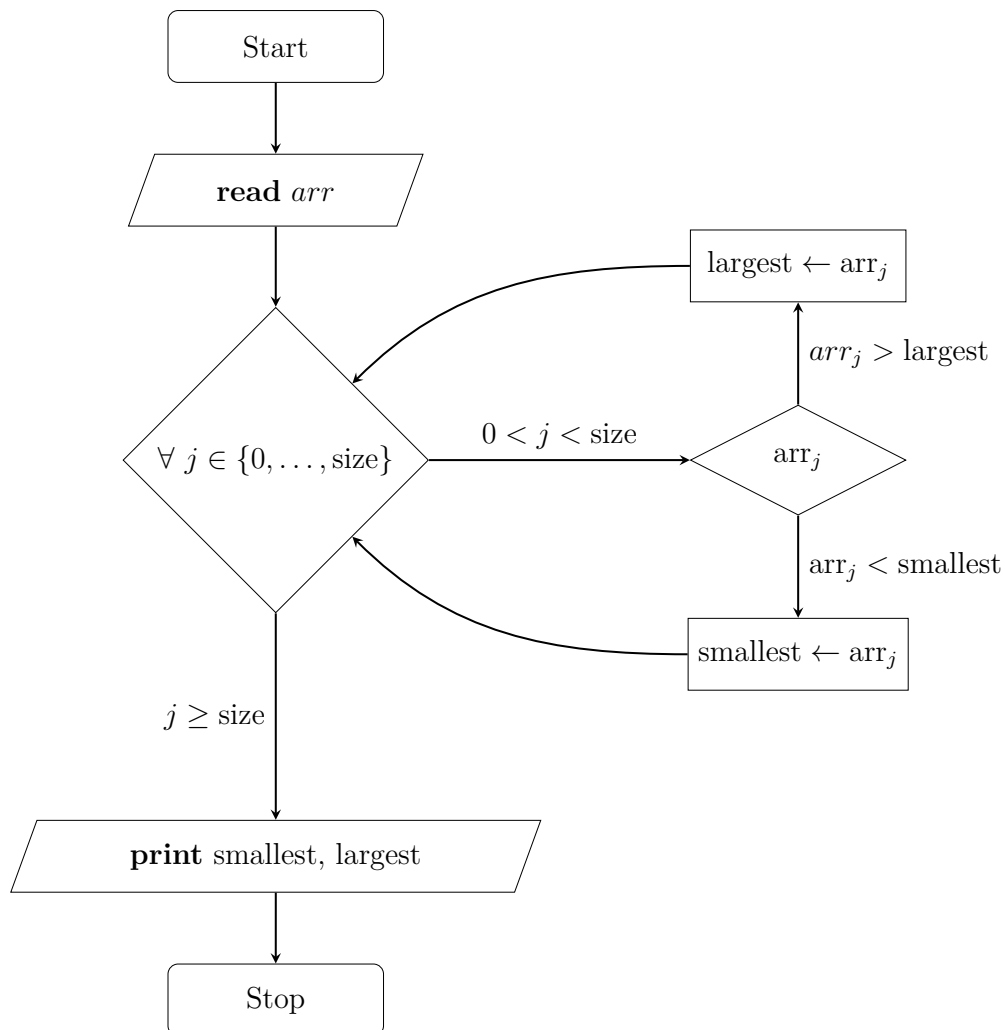 Start
read arr
largest ← arr_j
arr_j > largest
∀ j ∈ {0, . . . , size}
0 < j < size
arr_j
arr_j < smallest
smallest ← arr_j
j ≥ size
print smallest, largest
Stop